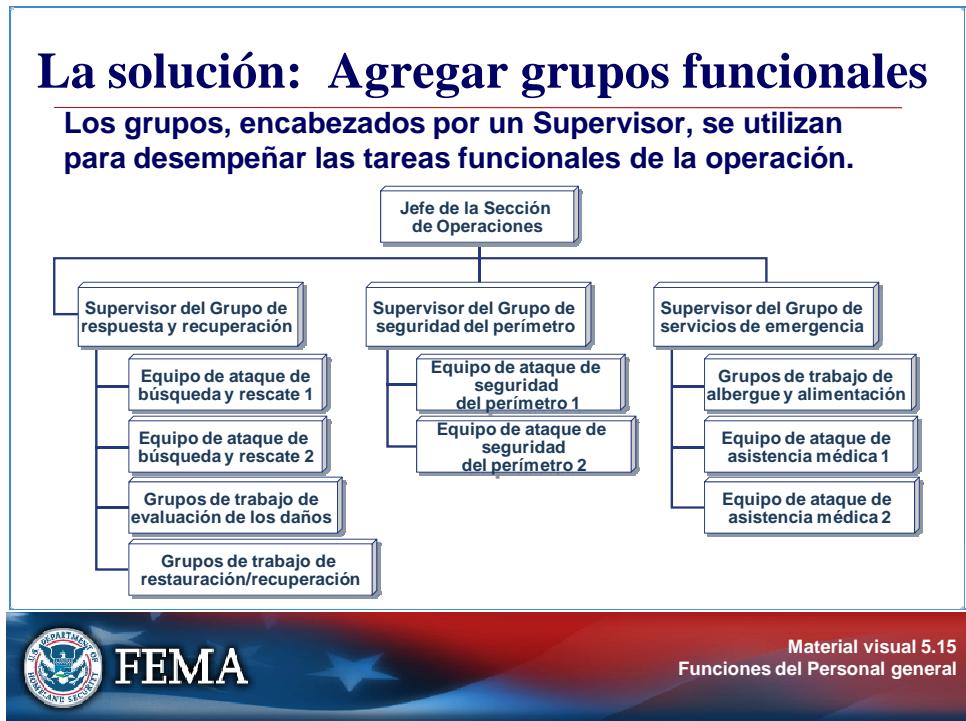 La solución: Agregar grupos funcionales
Los grupos, encabezados por un Supervisor, se utilizan
para desempeñar las tareas funcionales de la operación.
Jefe de la Sección
de Operaciones
Supervisor del Grupo de
respuesta y recuperación
Equipo de ataque de
búsqueda y rescate 1
Equipo de ataque de
búsqueda y rescate 2
Grupos de trabajo de
evaluación de los daños
Grupos de trabajo de
restauración/recuperación
Supervisor del Grupo de
seguridad del perímetro
Equipo de ataque de
seguridad
del perímetro 1
Equipo de ataque de
seguridad
del perímetro 2
Supervisor del Grupo de
servicios de emergencia
Grupos de trabajo de
albergue y alimentación
Equipo de ataque de
asistencia médica 1
Equipo de ataque de
asistencia médica 2
U.S. DEPARTMENT OF
HOMELAND SECURITY
FEMA
Material visual 5.15
Funciones del Personal general